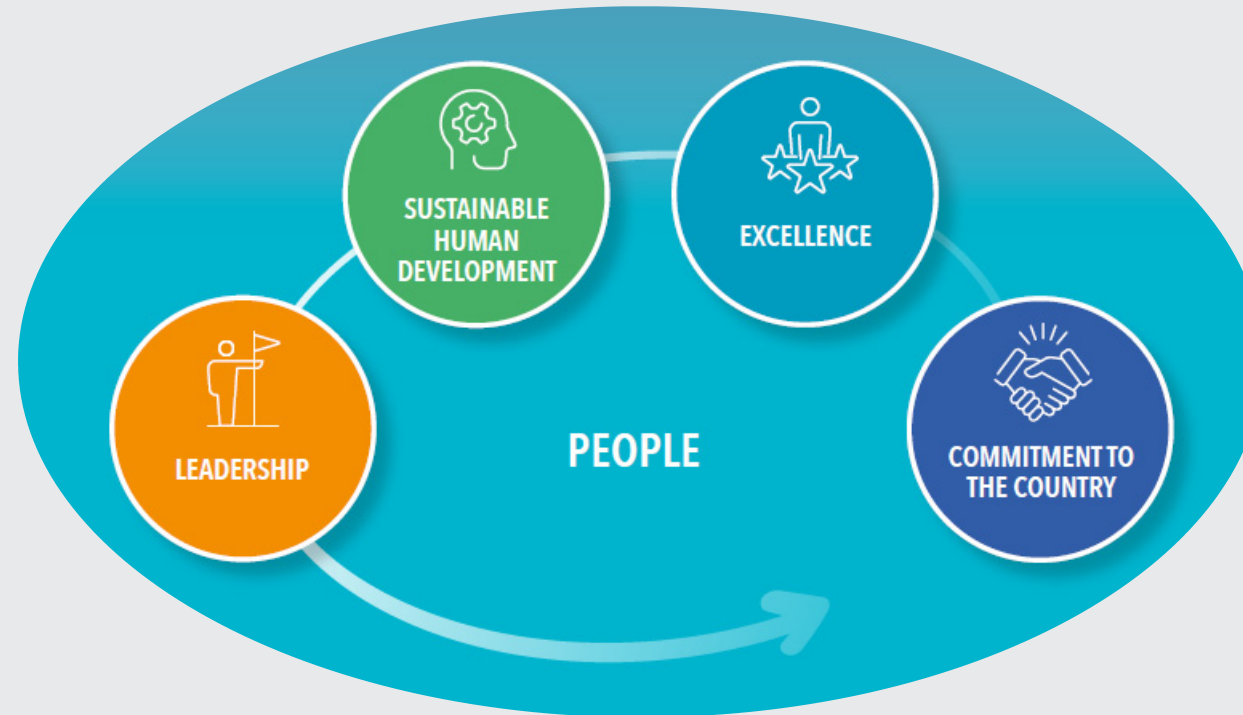 SUSTAINABLE
HUMAN
DEVELOPMENT
EXCELLENCE
LEADERSHIP
PEOPLE
COMMITMENT TO
THE COUNTRY